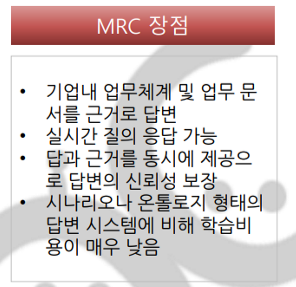 MRC 장점
• 기업내 업무체계 및 업무 문
서를 근거로 답변
• 실시간 질의 응답 가능
• 답과 근거를 동시에 제공으
로 답변의 신뢰성 보장
• 시나리오나 온톨로지 형태의
답변 시스템에 비해 학습비
용이 매우 낮음